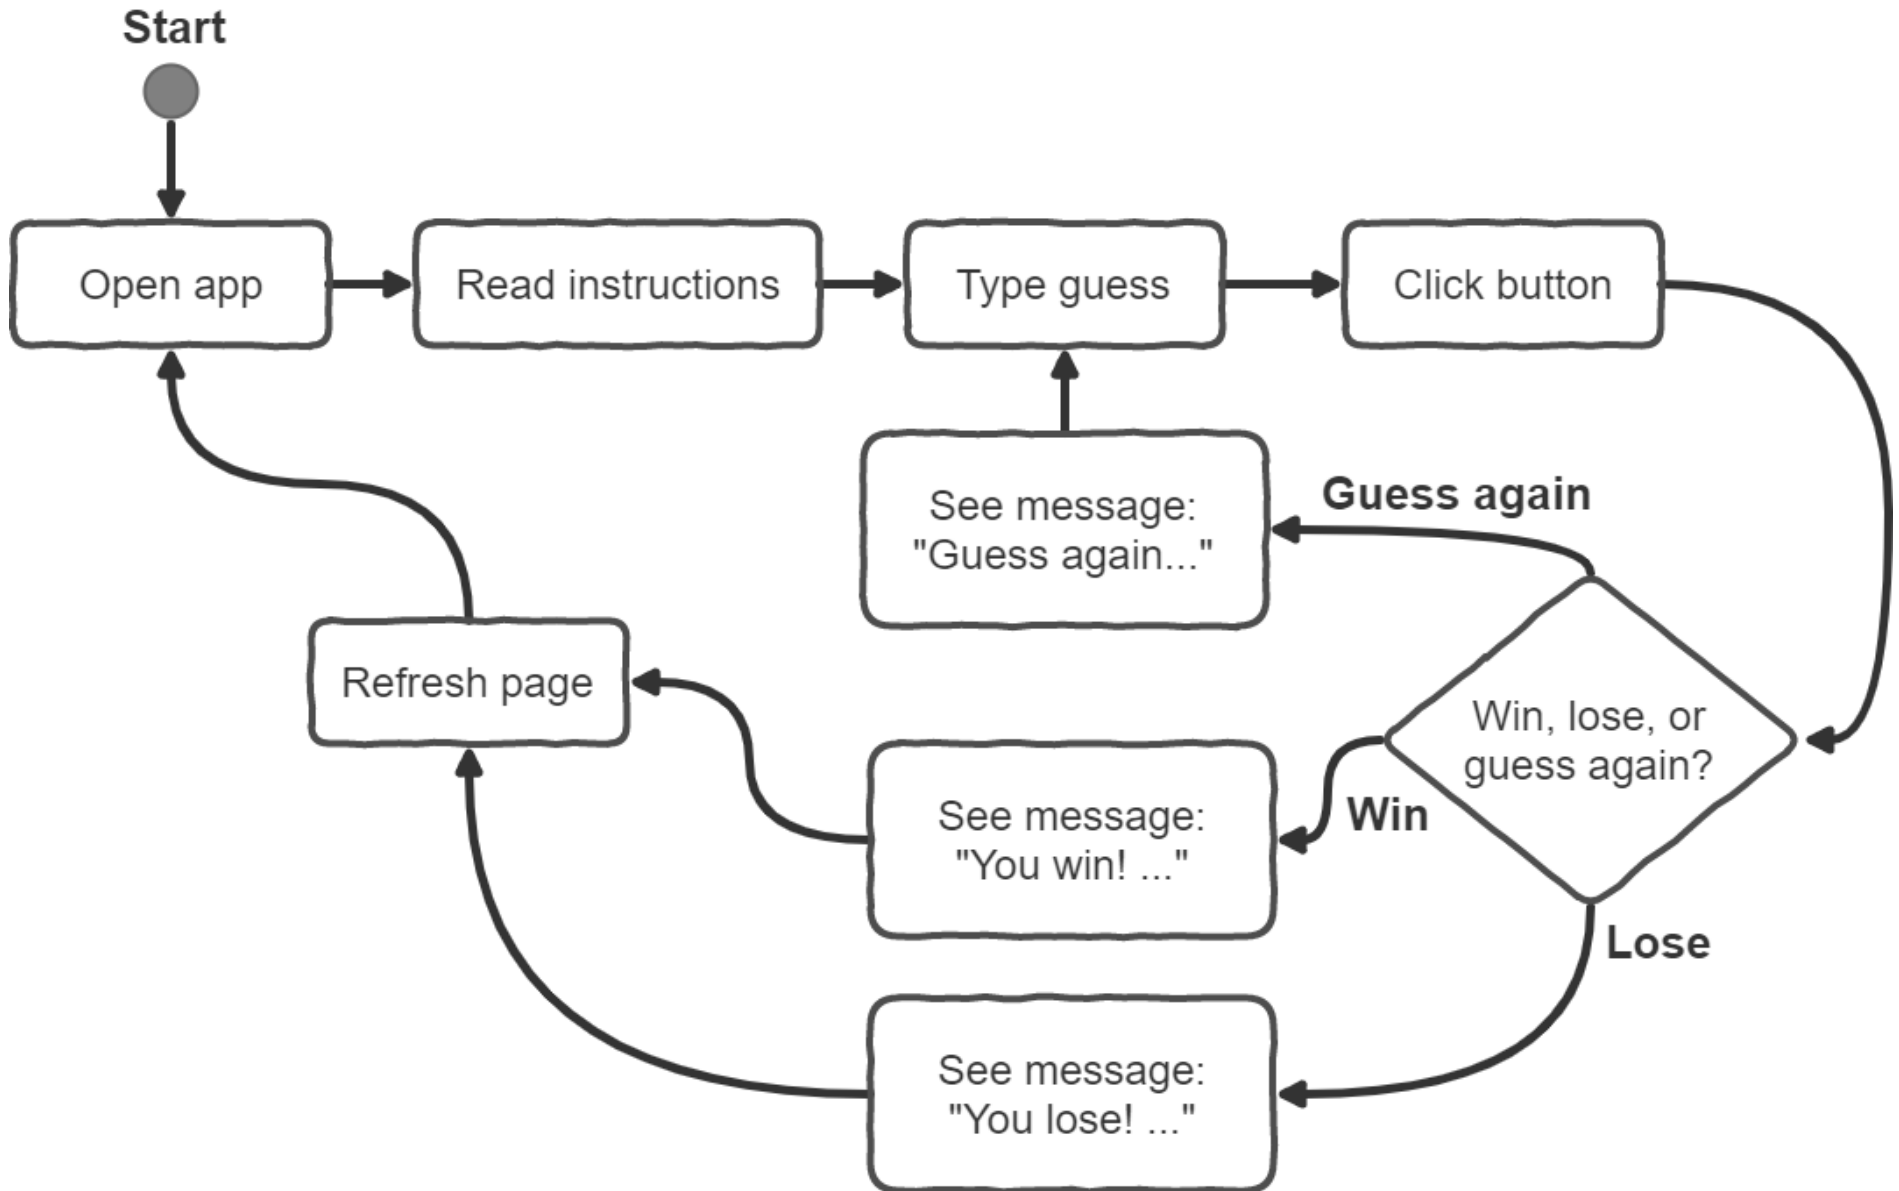 Start
Open app
Read instructions
Type guess
Click button
See message:
"Guess again..."
Guess again
Refresh page
Win, lose, or
guess again?
See message:
"You win! ..."
Win
Lose
See message:
"You lose! ..."